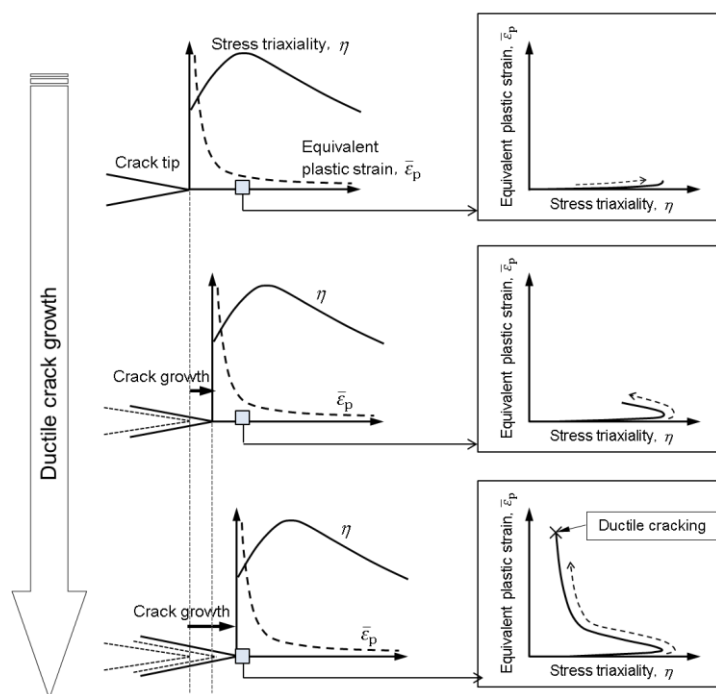 Ductile crack growth
Stress triaxiality, η
Crack tip
Equivalent
plastic strain, ε̄p
Equivalent plastic strain, ε̄p
Stress triaxiality, η
η
Crack growth
ε̄p
Equivalent plastic strain, ε̄p
Stress triaxiality, η
η
Crack growth
ε̄p
Equivalent plastic strain, ε̄p
Ductile cracking
Stress triaxiality, η